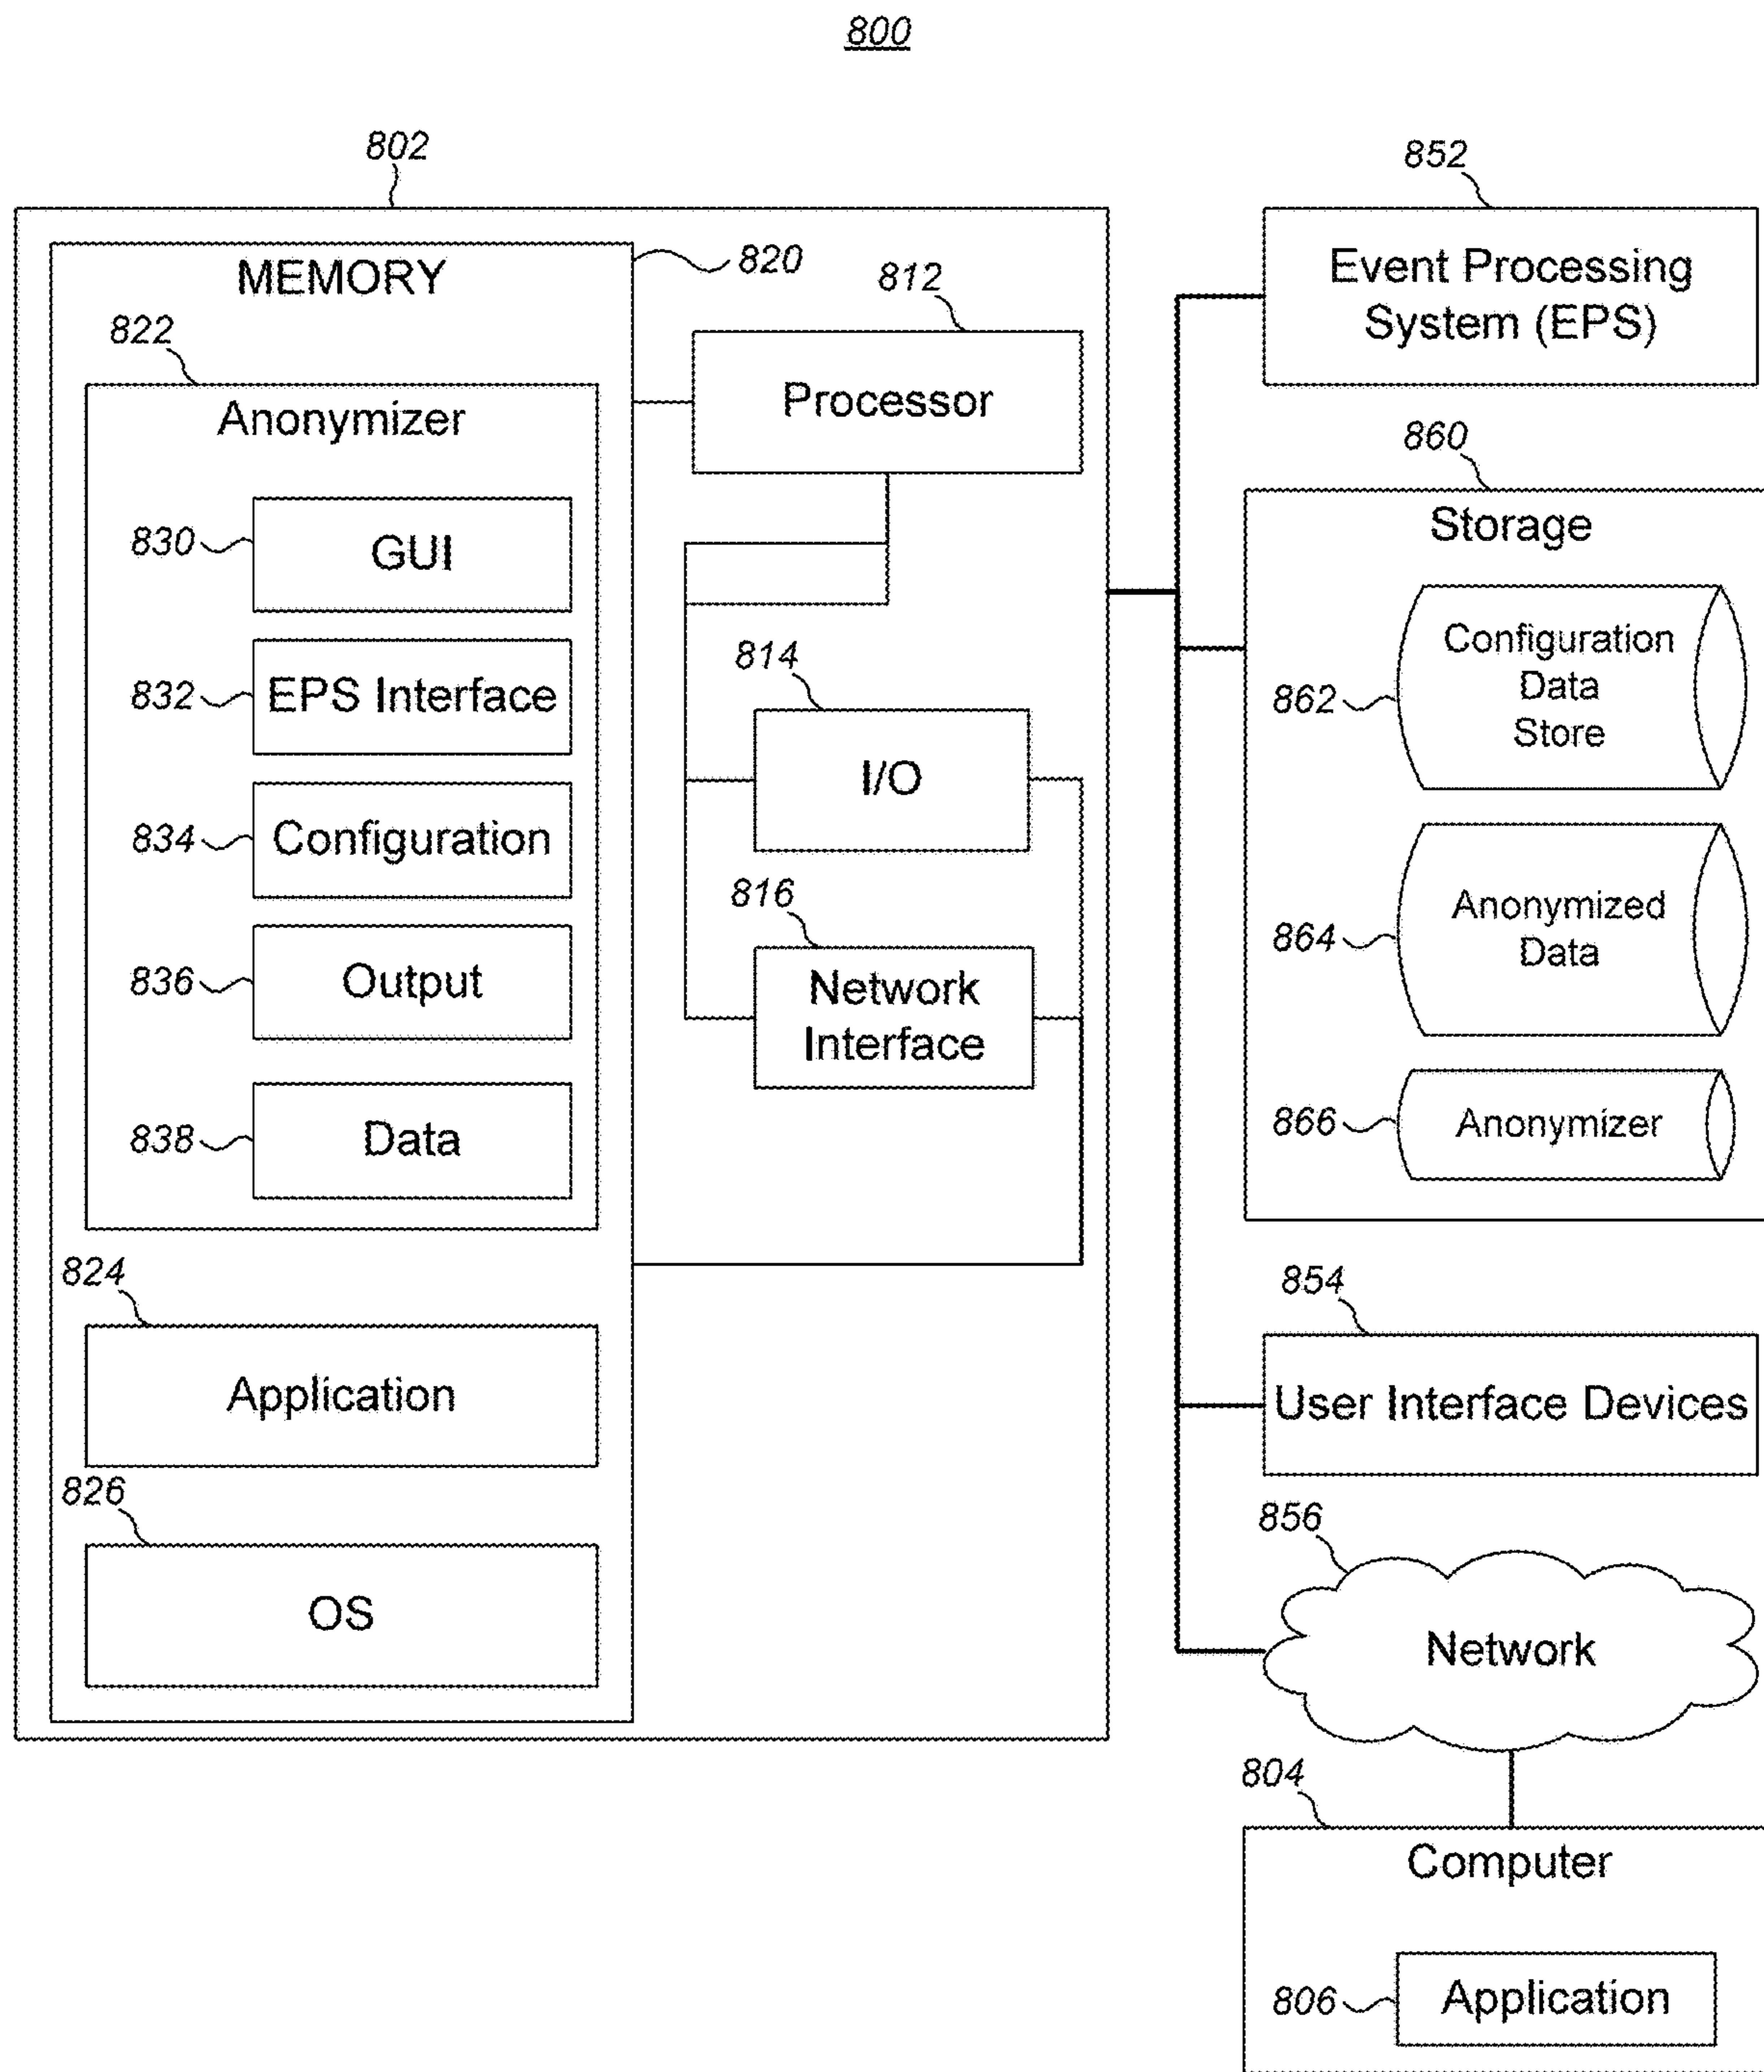 800
802
MEMORY
820
822
Anonymizer
830
GUI
832
EPS Interface
834
Configuration
836
Output
838
Data
824
Application
826
OS
812
Processor
814
I/O
816
Network
Interface
852
Event Processing
System (EPS)
860
Storage
862
Configuration
Data
Store
864
Anonymized
Data
866
Anonymizer
854
User Interface Devices
856
Network
804
Computer
806
Application